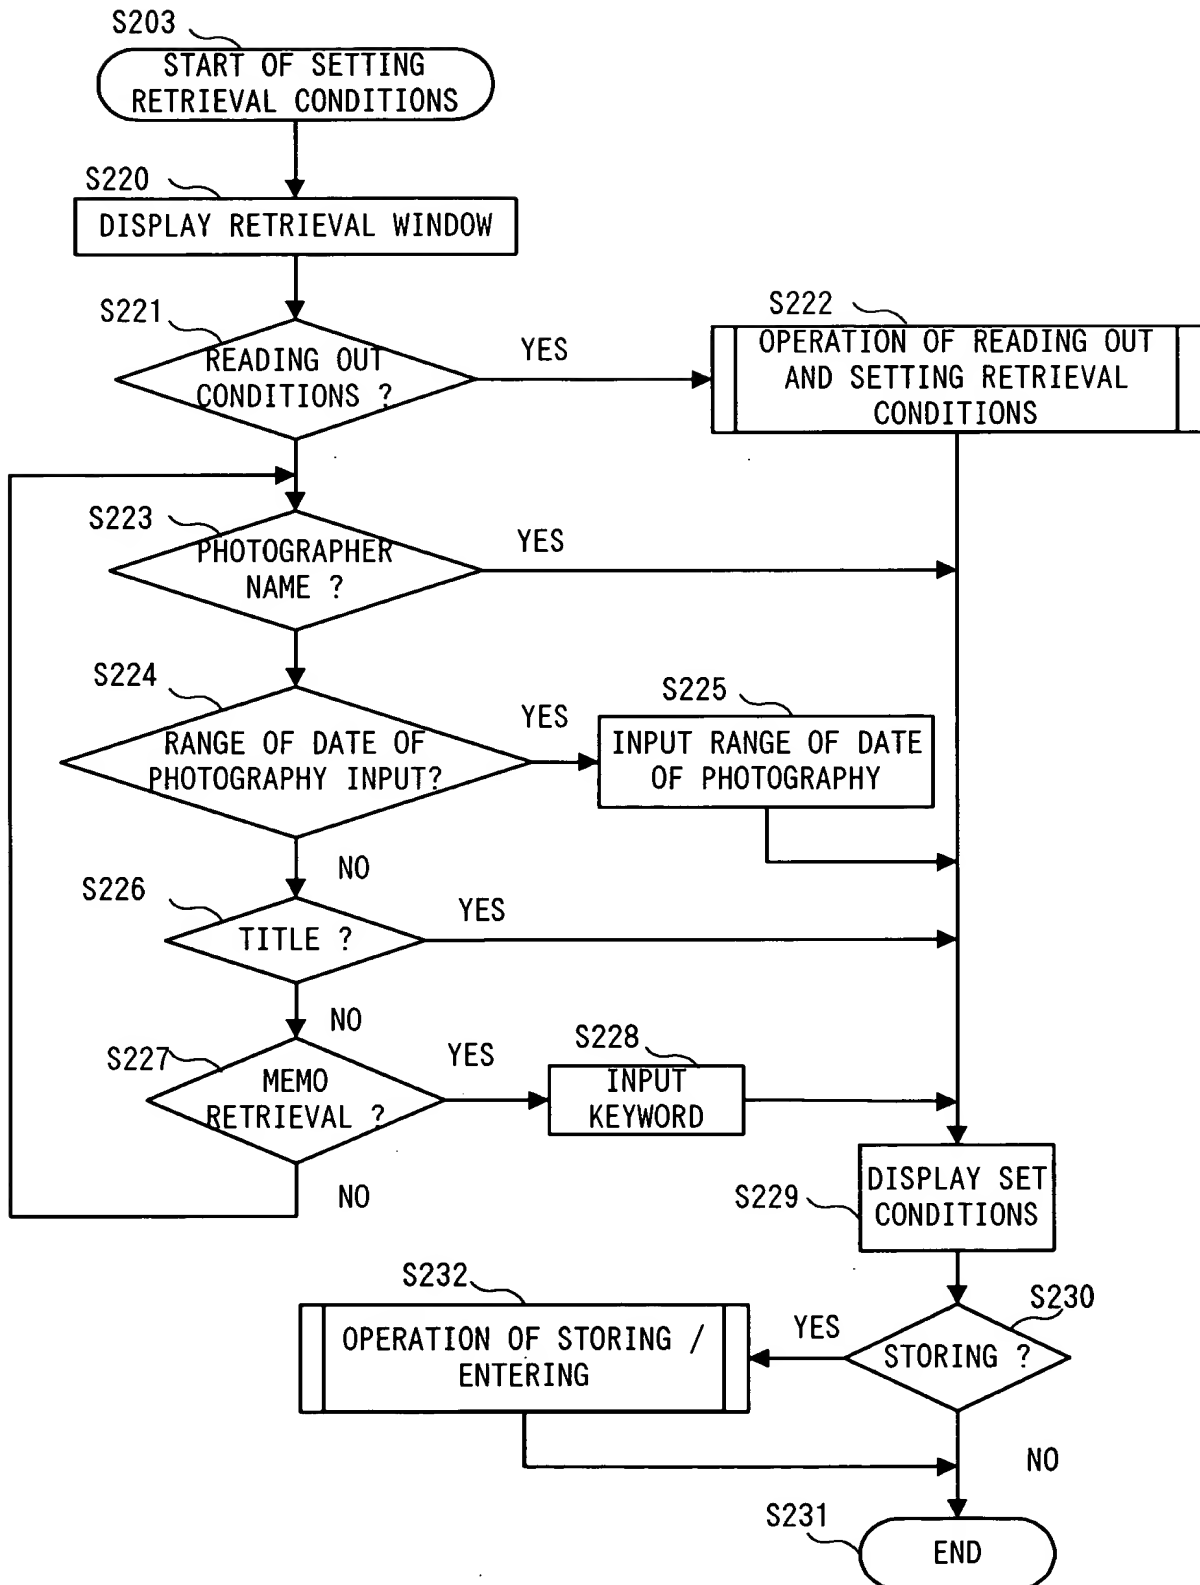 S203
START OF SETTING
RETRIEVAL CONDITIONS
S220
DISPLAY RETRIEVAL WINDOW
S221
READING OUT
CONDITIONS ?
YES
S222
OPERATION OF READING OUT
AND SETTING RETRIEVAL
CONDITIONS
S223
PHOTOGRAPHER
NAME ?
YES
S224
RANGE OF DATE OF
PHOTOGRAPHY INPUT?
YES
S225
INPUT RANGE OF DATE
OF PHOTOGRAPHY
NO
S226
TITLE ?
YES
NO
S227
MEMO
RETRIEVAL ?
YES
S228
INPUT
KEYWORD
NO
S229
DISPLAY SET
CONDITIONS
S230
STORING ?
YES
S232
OPERATION OF STORING /
ENTERING
NO
S231
END